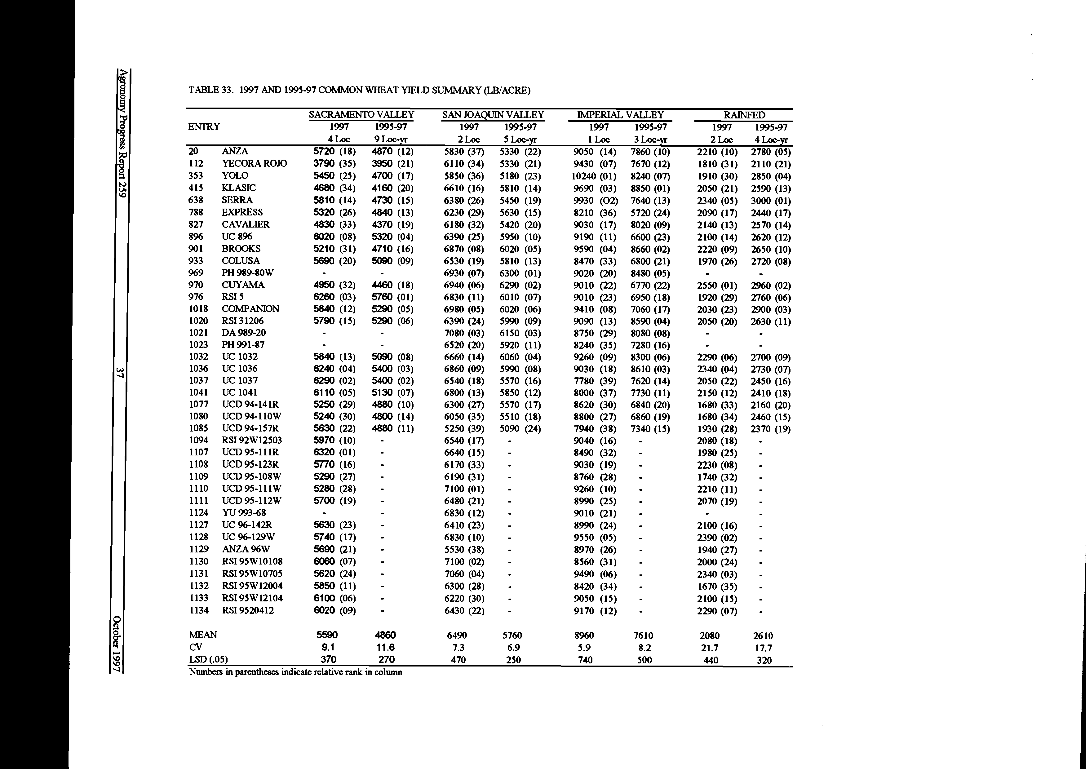 Agronomy Progress Report 259
37
October 1997
TABLE 33. 1997 AND 1995-97 COMMON WHEAT YIELD SUMMARY (LB/ACRE)
SACRAMENTO VALLEY SAN JOAQUIN VALLEY IMPERIAL VALLEY RAINFED
ENTRY 1997 1995-97 1997 1995-97 1997 1995-97 1997 1995-97
4 Loc 9 Loc-yr 2 Loc 5 Loc-yr 1 Loc 3 Loc-yr 2 Loc 4 Loc-yr
20 ANZA 5720 (18) 4870 (12) 5830 (37) 5330 (22) 9050 (14) 7860 (10) 2210 (10) 2780 (05)
112 YECORA ROJO 3790 (35) 3950 (21) 6110 (34) 5330 (21) 9430 (07) 7670 (12) 1810 (31) 2110 (21)
353 YOLO 5450 (25) 4700 (17) 5850 (36) 5180 (23) 10240 (01) 8240 (07) 1910 (30) 2850 (04)
415 KLASIC 4680 (34) 4160 (20) 6610 (16) 5810 (14) 9690 (03) 8850 (01) 2050 (21) 2590 (13)
638 SERRA 5810 (14) 4730 (15) 6380 (26) 5450 (19) 9930 (O2) 7640 (13) 2340 (05) 3000 (01)
788 EXPRESS 5320 (26) 4840 (13) 6230 (29) 5630 (15) 8210 (36) 5720 (24) 2090 (17) 2440 (17)
827 CAVALIER 4830 (33) 4370 (19) 6180 (32) 5420 (20) 9030 (17) 8020 (09) 2140 (13) 2570 (14)
896 UC 896 6020 (08) 5320 (04) 6390 (25) 5950 (10) 9190 (11) 6600 (23) 2100 (14) 2620 (12)
901 BROOKS 5210 (31) 4710 (16) 6870 (08) 6020 (05) 9590 (04) 8660 (02) 2220 (09) 2650 (10)
933 COLUSA 5690 (20) 5090 (09) 6530 (19) 5810 (13) 8470 (33) 6800 (21) 1970 (26) 2720 (08)
969 PH 989-80W - - 6930 (07) 6300 (01) 9020 (20) 8480 (05) - -
970 CUYAMA 4950 (32) 4460 (18) 6940 (06) 6290 (02) 9010 (22) 6770 (22) 2550 (01) 2960 (02)
976 RSI 5 6260 (03) 5760 (01) 6830 (11) 6010 (07) 9010 (23) 6950 (18) 1920 (29) 2760 (06)
1018 COMPANION 5840 (12) 5290 (05) 6980 (05) 6020 (06) 9410 (08) 7060 (17) 2030 (23) 2900 (03)
1020 RSI 31206 5790 (15) 5290 (06) 6390 (24) 5990 (09) 9090 (13) 8590 (04) 2050 (20) 2630 (11)
1021 DA 989-20 - - 7080 (03) 6150 (03) 8750 (29) 8080 (08) - -
1023 PH 991-87 - - 6520 (20) 5920 (11) 8240 (35) 7280 (16) - -
1032 UC 1032 5840 (13) 5090 (08) 6660 (14) 6060 (04) 9260 (09) 8300 (06) 2290 (06) 2700 (09)
1036 UC 1036 6240 (04) 5400 (03) 6860 (09) 5990 (08) 9030 (18) 8610 (03) 2340 (04) 2730 (07)
1037 UC 1037 6290 (02) 5400 (02) 6540 (18) 5570 (16) 7780 (39) 7620 (14) 2050 (22) 2450 (16)
1041 UC 1041 6110 (05) 5130 (07) 6800 (13) 5850 (12) 8000 (37) 7730 (11) 2150 (12) 2410 (18)
1077 UCD 94-141R 5250 (29) 4880 (10) 6300 (27) 5570 (17) 8620 (30) 6840 (20) 1680 (33) 2160 (20)
1080 UCD 94-110W 5240 (30) 4800 (14) 6050 (35) 5510 (18) 8800 (27) 6860 (19) 1680 (34) 2460 (15)
1085 UCD 94-157R 5630 (22) 4880 (11) 5250 (39) 5090 (24) 7940 (38) 7340 (15) 1930 (28) 2370 (19)
1094 RSI 92W12503 5970 (10) - 6540 (17) - 9040 (16) - 2080 (18) -
1107 UCD 95-111R 6320 (01) - 6640 (15) - 8490 (32) - 1980 (25) -
1108 UCD 95-123R 5770 (16) - 6170 (33) - 9030 (19) - 2230 (08) -
1109 UCD 95-108W 5290 (27) - 6190 (31) - 8760 (28) - 1740 (32) -
1110 UCD 95-111W 5280 (28) - 7100 (01) - 9260 (10) - 2210 (11) -
1111 UCD 95-112W 5700 (19) - 6480 (21) - 8990 (25) - 2070 (19) -
1124 YU 993-68 - - 6830 (12) - 9010 (21) - - -
1127 UC 96-142R 5630 (23) - 6410 (23) - 8990 (24) - 2100 (16) -
1128 UC 96-129W 5740 (17) - 6830 (10) - 9550 (05) - 2390 (02) -
1129 ANZA 96W 5690 (21) - 5530 (38) - 8970 (26) - 1940 (27) -
1130 RSI 95W10108 6060 (07) - 7100 (02) - 8560 (31) - 2000 (24) -
1131 RSI 95W10705 5620 (24) - 7060 (04) - 9490 (06) - 2340 (03) -
1132 RSI 95W12004 5850 (11) - 6300 (28) - 8420 (34) - 1670 (35) -
1133 RSI 95W12104 6100 (06) - 6220 (30) - 9050 (15) - 2100 (15) -
1134 RSI 9520412 6020 (09) - 6430 (22) - 9170 (12) - 2290 (07) -
MEAN 5590 4860 6490 5760 8960 7610 2080 2610
CV 9.1 11.6 7.3 6.9 5.9 8.2 21.7 17.7
LSD (.05) 370 270 470 250 740 500 440 320
Numbers in parentheses indicate relative rank in column